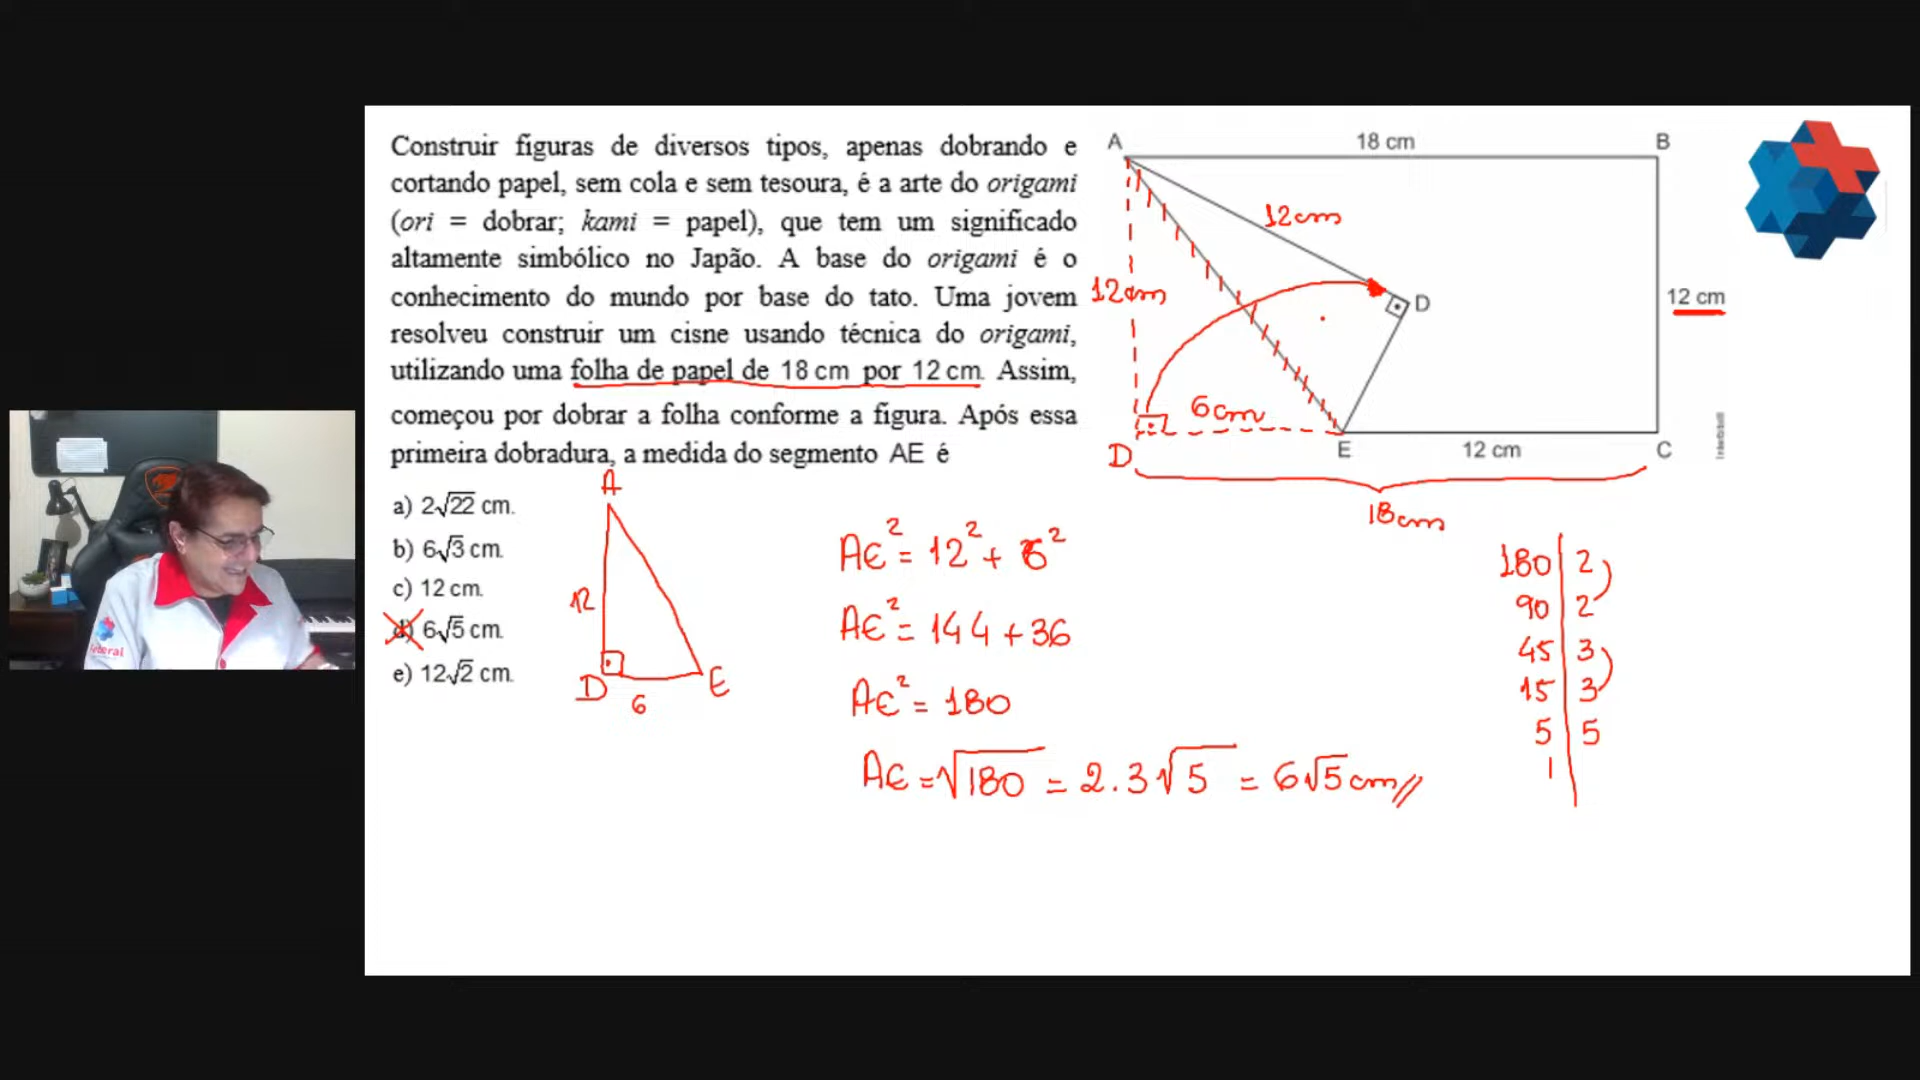 Construir figuras de diversos tipos, apenas dobrando e
cortando papel, sem cola e sem tesoura, é a arte do origami
(ori = dobrar; kami = papel), que tem um significado
altamente simbólico no Japão. A base do origami é o
conhecimento do mundo por base do tato. Uma jovem
resolveu construir um cisne usando técnica do origami,
utilizando uma folha de papel de 18 cm por 12 cm. Assim,
começou por dobrar a folha conforme a figura. Após essa
primeira dobradura, a medida do segmento AE é
a) 2√22 cm.
b) 6√3 cm.
c) 12 cm.
d) 6√5 cm.
e) 12√2 cm.
A
12
D
6
E
A
18 cm
B
12cm
12cm
D
12 cm
6cm
D
E
12 cm
C
18cm
AE² = 12² + 6²
AE² = 144 + 36
AE² = 180
AE = √180 = 2.3√5 = 6√5 cm//
180 | 2
90 | 2
45 | 3
15 | 3
5 | 5
1